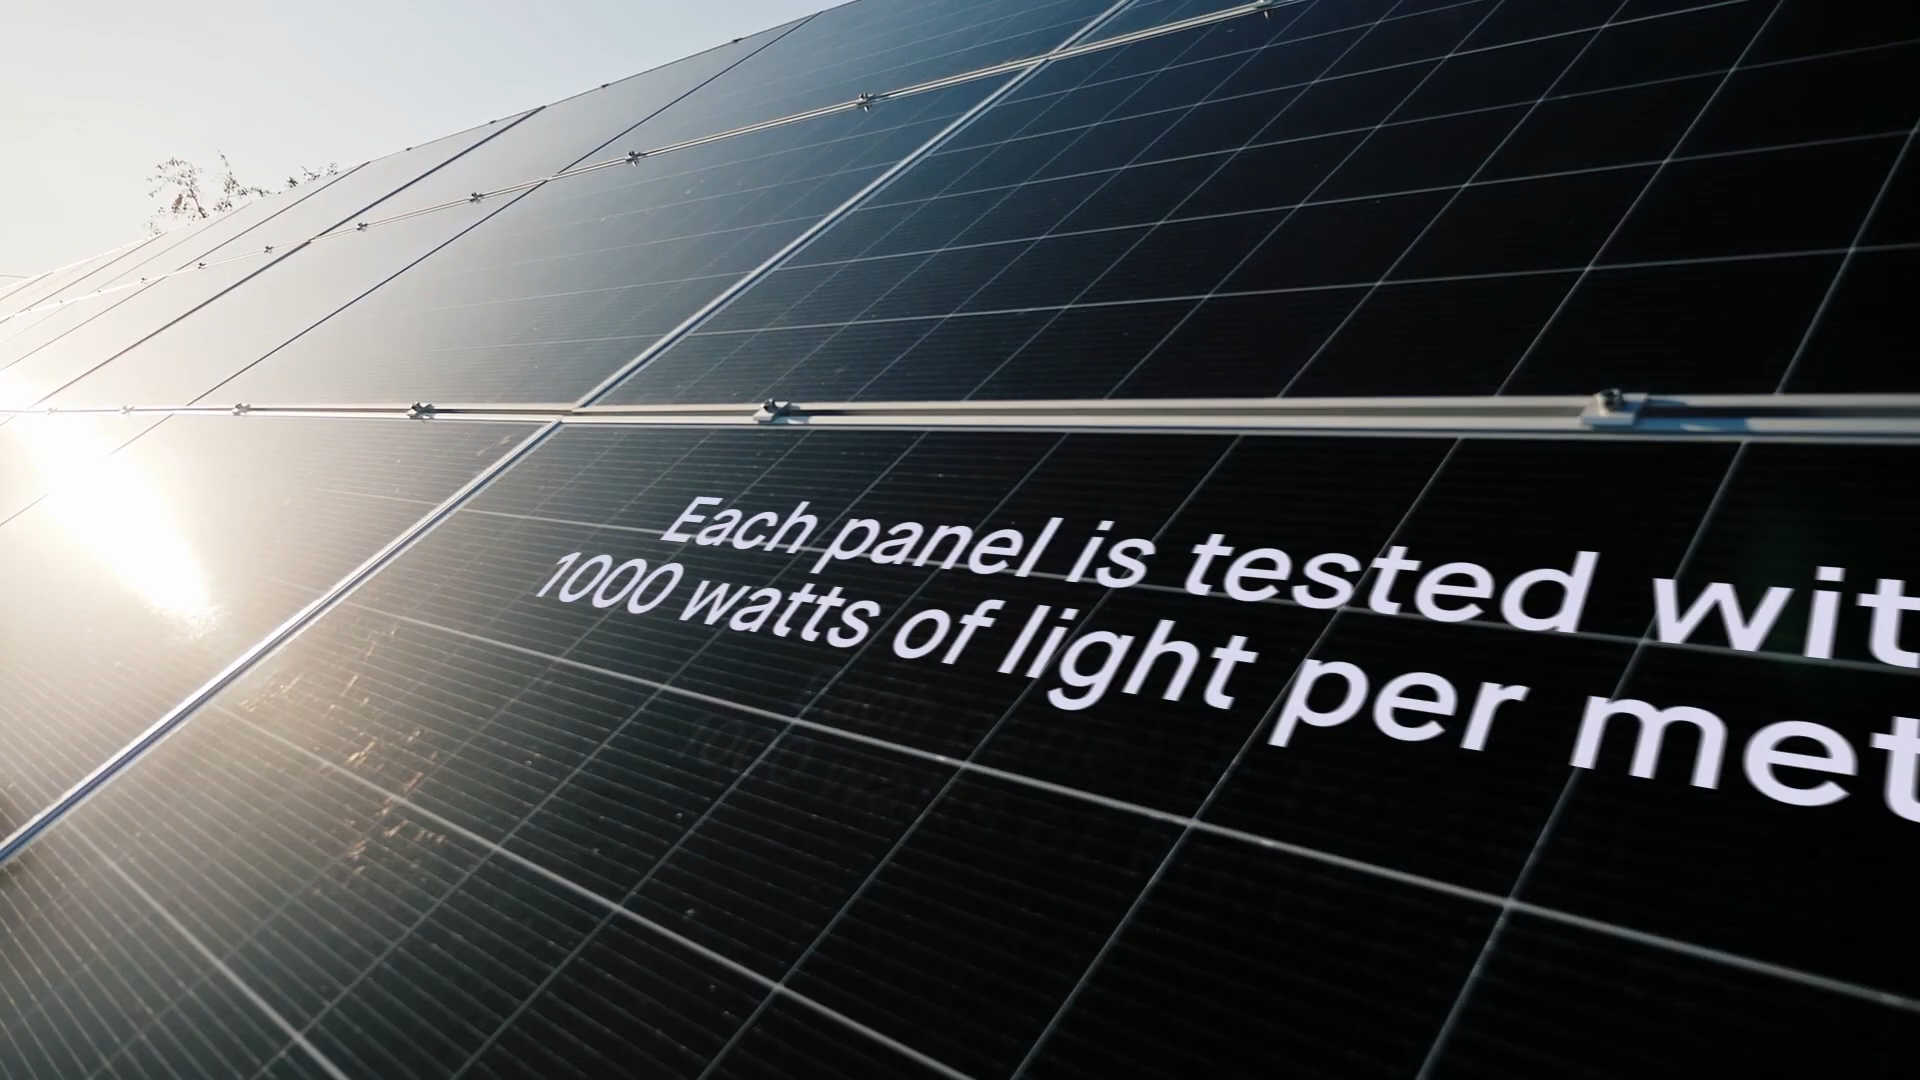 Each panel is tested wit
1000 watts of light per met